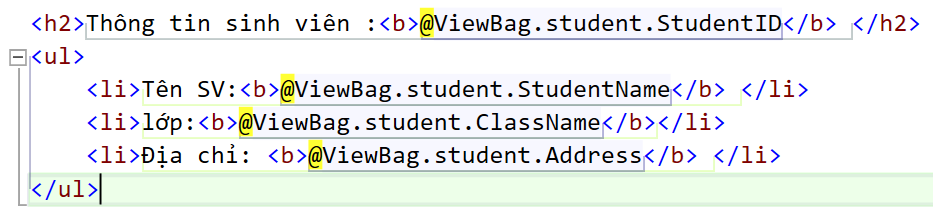 <h2>Thông tin sinh viên :<b>@ViewBag.student.StudentID</b> </h2>
<ul>
<li>Tên SV:<b>@ViewBag.student.StudentName</b> </li>
<li>lớp:<b>@ViewBag.student.ClassName</b></li>
<li>Địa chỉ: <b>@ViewBag.student.Address</b> </li>
</ul>